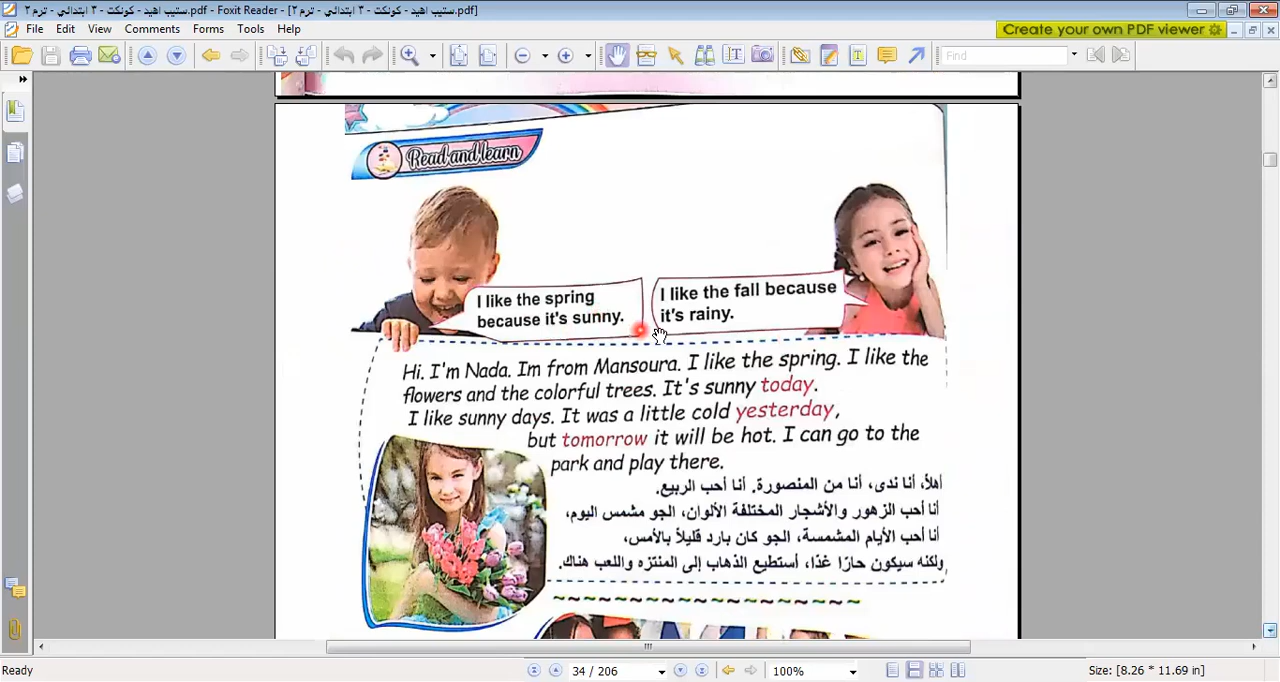 ستيب اهيد - كونكت - ٣ ابتدائي - ترم ٢.pdf - Foxit Reader - [ستيب اهيد - كونكت - ٣ ابتدائي - ترم ٢.pdf]
File Edit View Comments Forms Tools Help
Create your own PDF viewer
Find
Read and learn
I like the spring
because it's sunny.
I like the fall because
it's rainy.
Hi. I'm Nada. Im from Mansoura. I like the spring. I like the
flowers and the colorful trees. It's sunny today.
I like sunny days. It was a little cold yesterday,
but tomorrow it will be hot. I can go to the
park and play there.
أهلاً، أنا ندى، أنا من المنصورة. أنا أحب الربيع.
أنا أحب الزهور والأشجار المختلفة الألوان، الجو مشمس اليوم،
أنا أحب الأيام المشمسة، الجو كان بارد قليلاً بالأمس،
ولكنه سيكون حارًا غدًا، أستطيع الذهاب إلى المنتزه واللعب هناك.
Ready
34 / 206
100%
Size: [8.26 * 11.69 in]